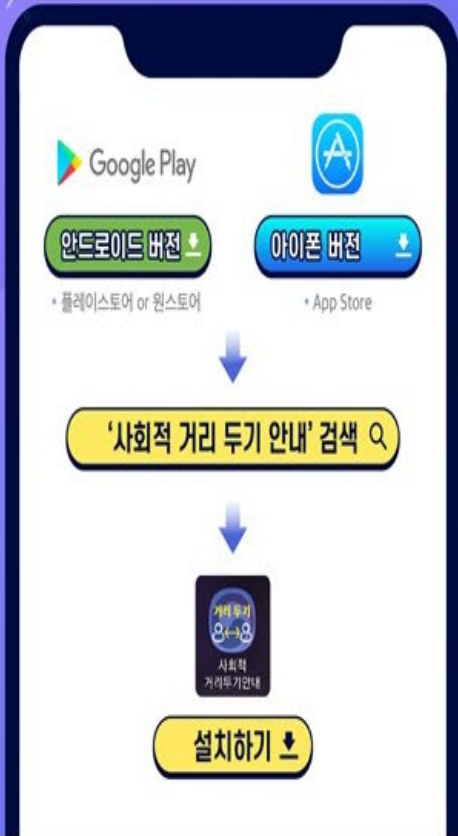 Google Play
안드로이드 버전
아이폰 버전
• 플레이스토어 or 원스토어
• App Store
‘사회적 거리 두기 안내’ 검색
거리 두기
사회적
거리두기안내
설치하기